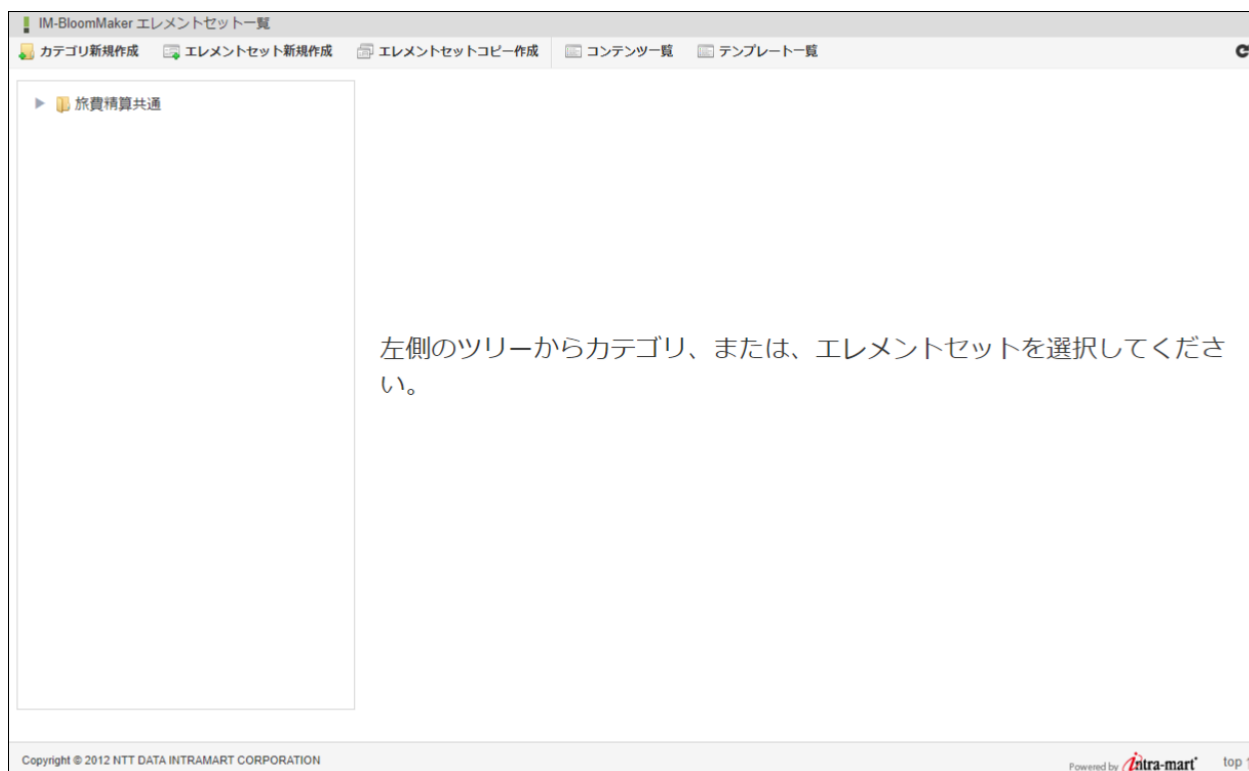 IM-BloomMaker エレメントセット一覧
カテゴリ新規作成 エレメントセット新規作成 エレメントセットコピー作成 コンテンツ一覧 テンプレート一覧
旅費精算共通
左側のツリーからカテゴリ、または、エレメントセットを選択してくださ
い。
Copyright © 2012 NTT DATA INTRAMART CORPORATION
Powered by intra-mart top